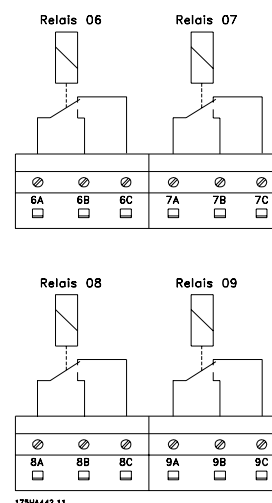 Relais 06 Relais 07
6A 6B 6C 7A 7B 7C
Relais 08 Relais 09
8A 8B 8C 9A 9B 9C
175HA442.11